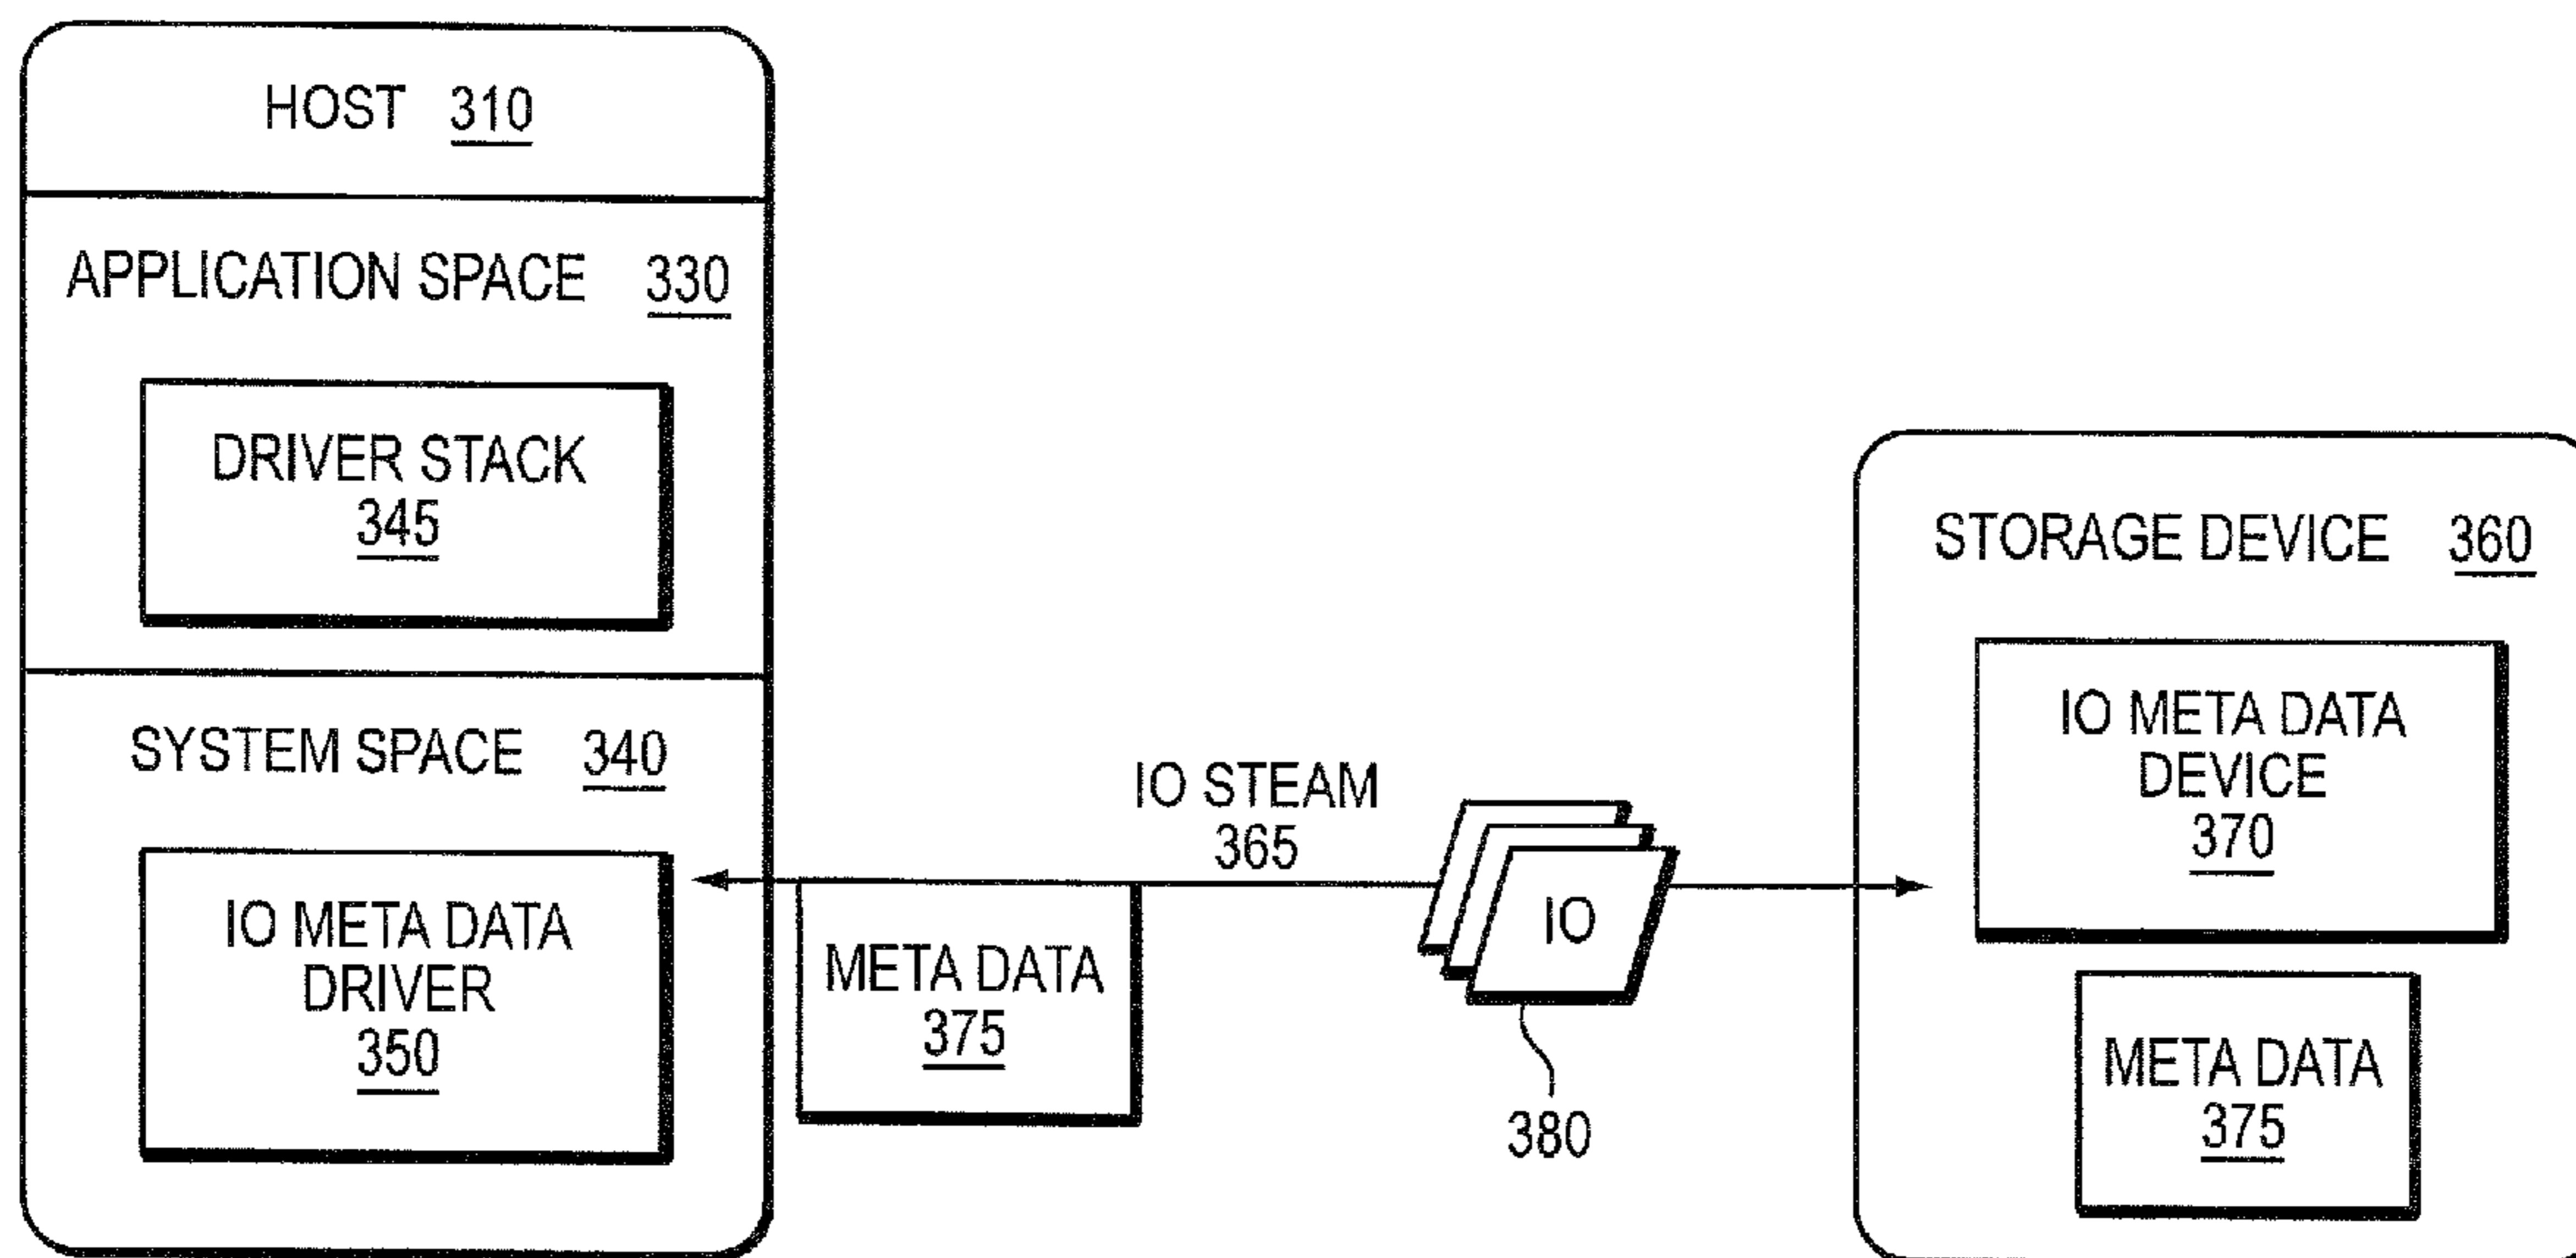 HOST 310
APPLICATION SPACE 330
DRIVER STACK
345
SYSTEM SPACE 340
IO META DATA
DRIVER
350
IO STEAM
365
META DATA
375
IO
380
STORAGE DEVICE 360
IO META DATA
DEVICE
370
META DATA
375